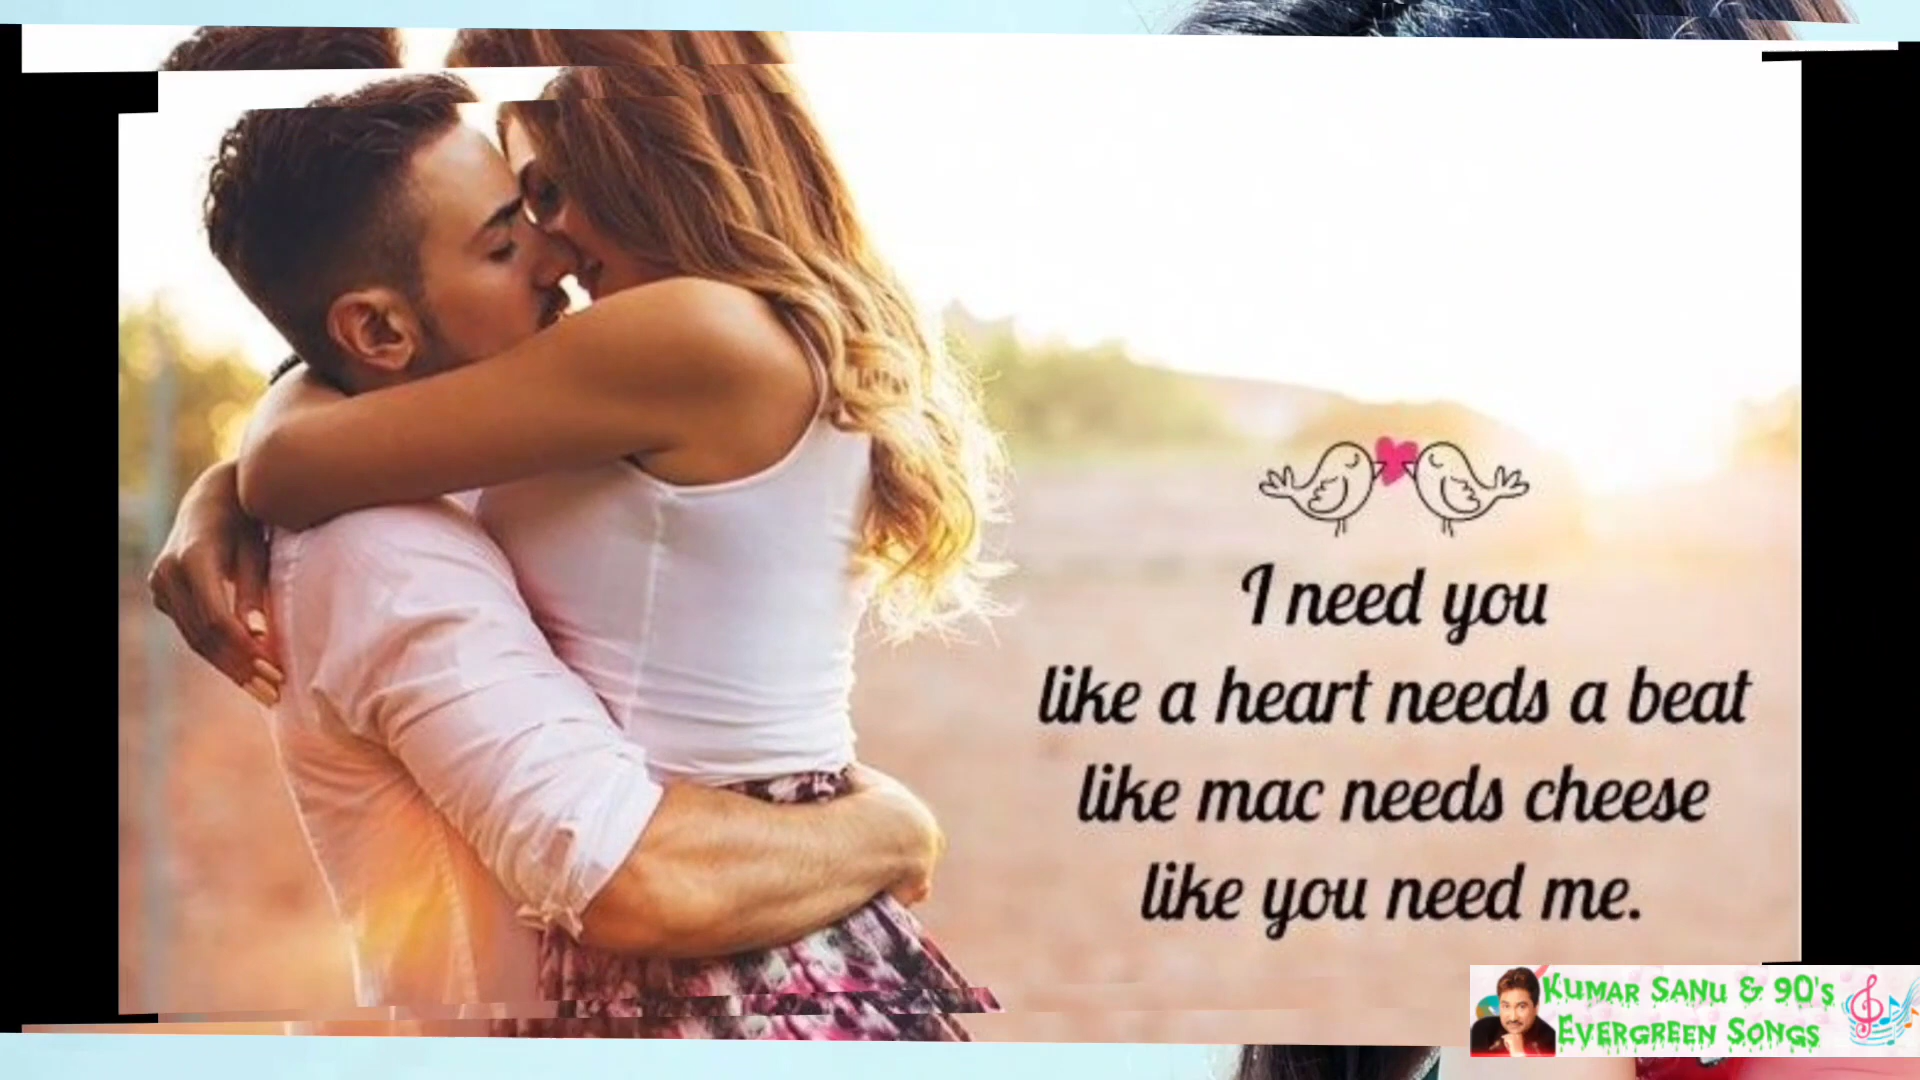 I need you
like a heart needs a beat
like mac needs cheese
like you need me.
KUMAR SANU & 90's
EVERGREEN SONGS